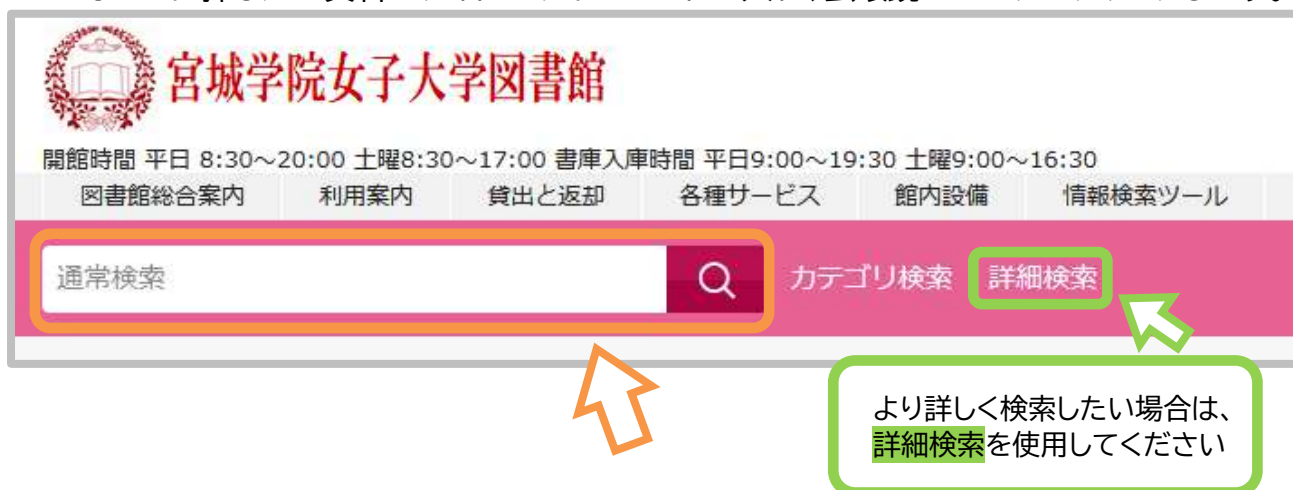 宮城学院女子大学図書館
開館時間 平日 8:30～20:00 土曜8:30～17:00 書庫入庫時間 平日9:00～19:30 土曜9:00～16:30
図書館総合案内 利用案内 貸出と返却 各種サービス 館内設備 情報検索ツール
通常検索 カテゴリ検索 詳細検索
より詳しく検索したい場合は、
詳細検索を使用してください